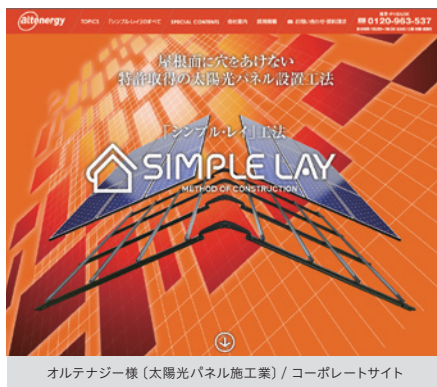 altenergy
TOPICS 「シンプル・レイ」のすべて SPECIAL CONTENTS 会社案内 採用情報 お問い合わせ・資料請求
0120-963-537
屋根面に穴をあけない
特許取得の太陽光パネル設置工法
「シンプル・レイ」工法
SIMPLE LAY
METHOD OF CONSTRUCTION
オルテナジー様〔太陽光パネル施工業〕/ コーポレートサイト